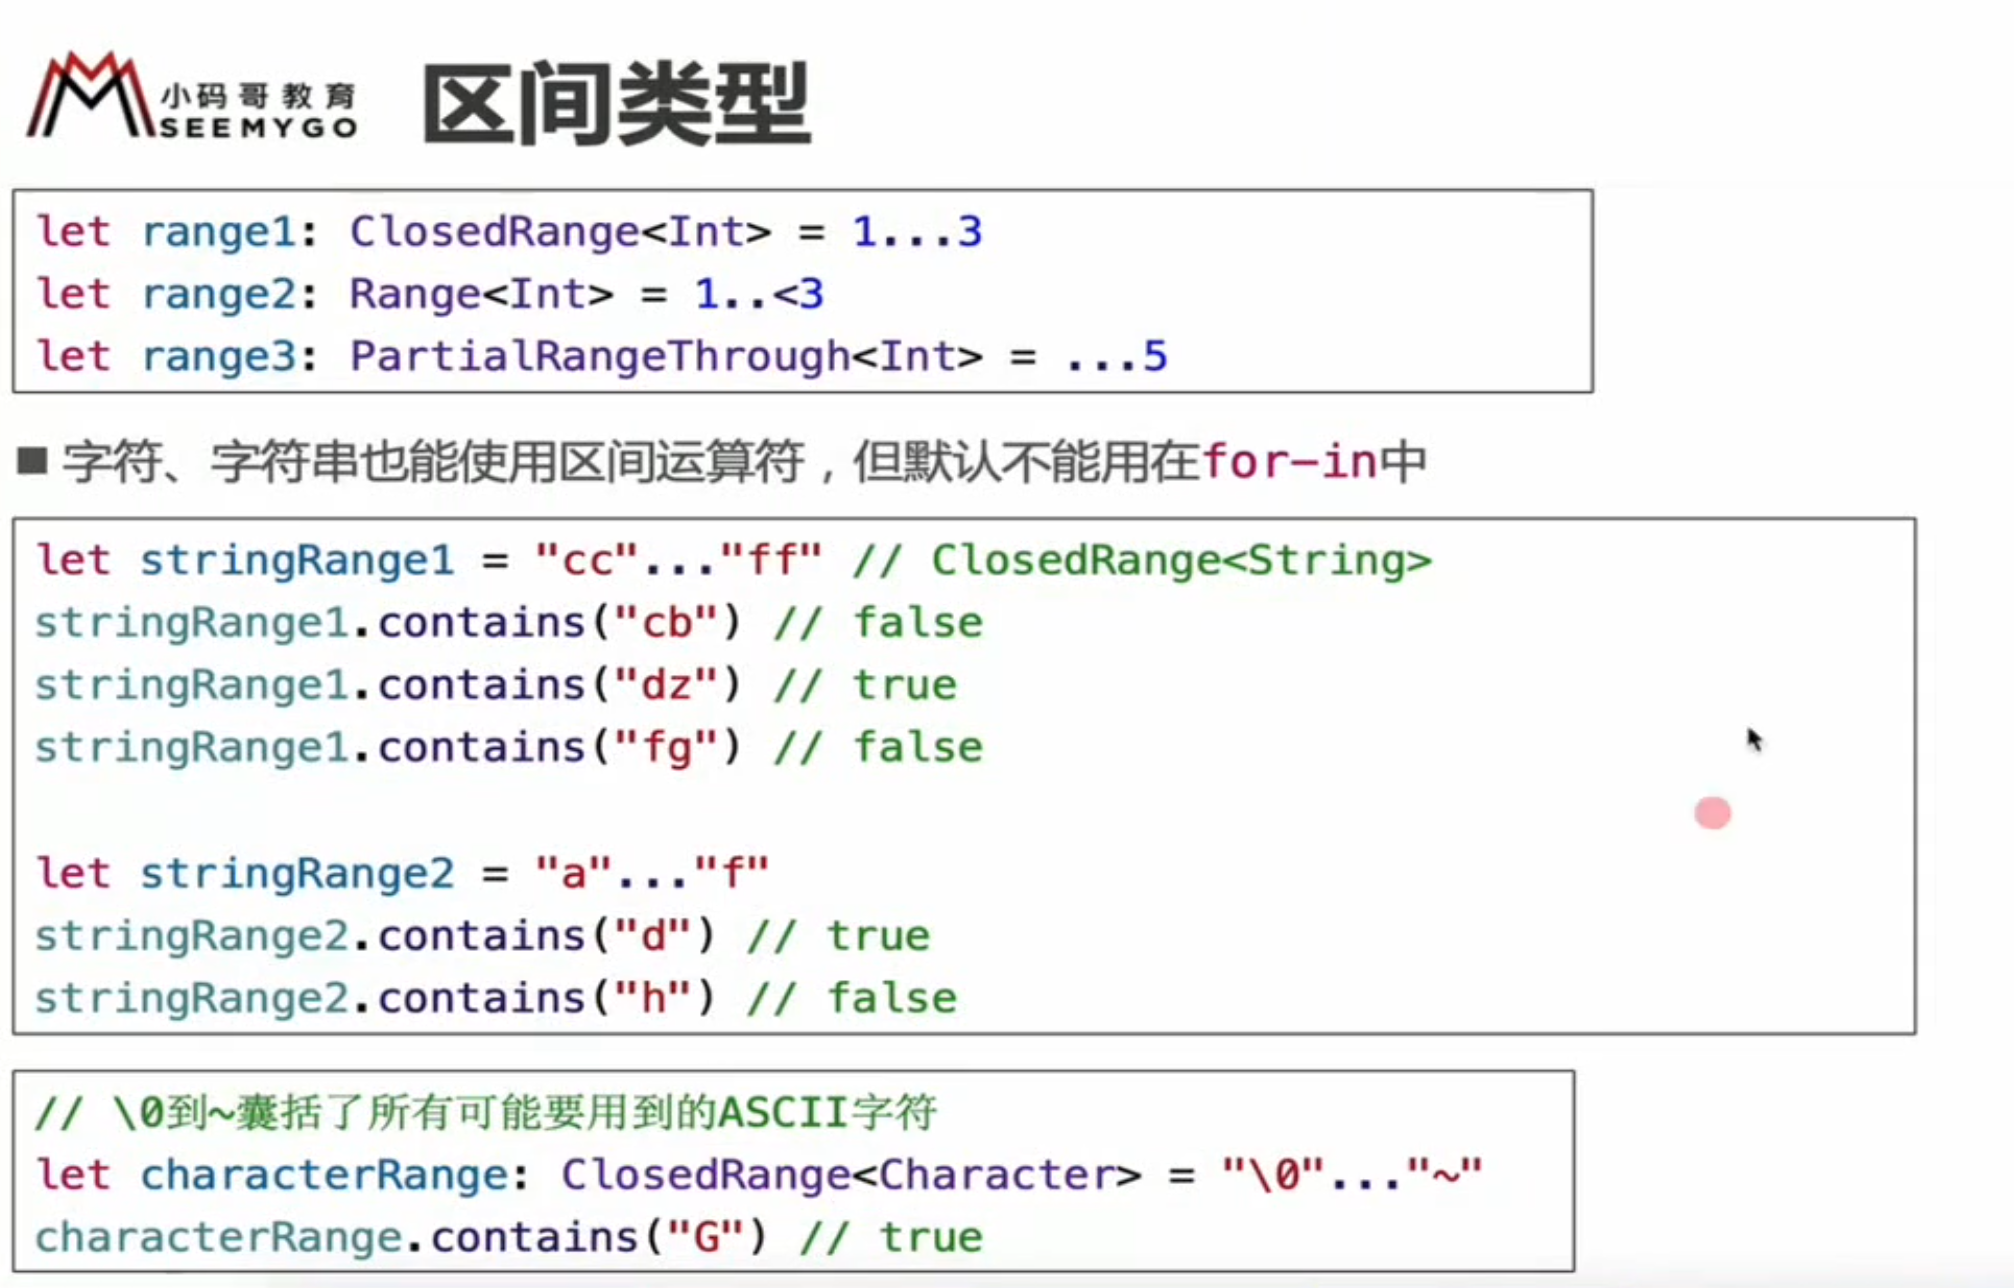 小码哥教育
SEEMYGO
区间类型
let range1: ClosedRange<Int> = 1...3
let range2: Range<Int> = 1..<3
let range3: PartialRangeThrough<Int> = ...5
■ 字符、字符串也能使用区间运算符，但默认不能用在for-in中
let stringRange1 = "cc"..."ff" // ClosedRange<String>
stringRange1.contains("cb") // false
stringRange1.contains("dz") // true
stringRange1.contains("fg") // false
let stringRange2 = "a"..."f"
stringRange2.contains("d") // true
stringRange2.contains("h") // false
// \0到~囊括了所有可能要用到的ASCII字符
let characterRange: ClosedRange<Character> = "\0"..."~"
characterRange.contains("G") // true